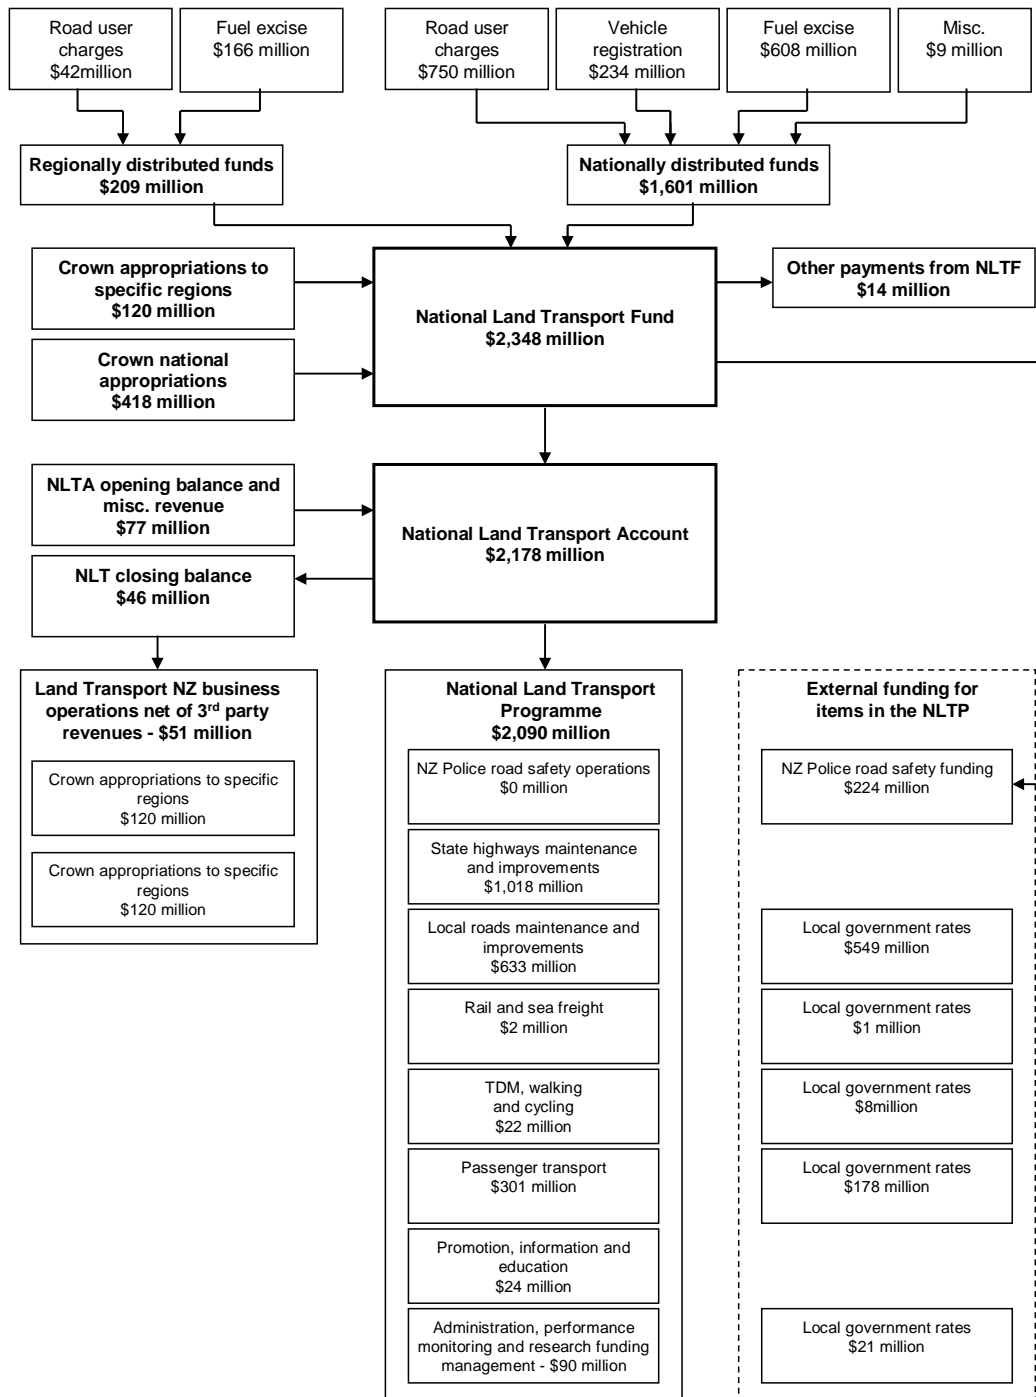 Road user
charges
$42million
Fuel excise
$166 million
Road user
charges
$750 million
Vehicle
registration
$234 million
Fuel excise
$608 million
Misc.
$9 million
Regionally distributed funds
$209 million
Nationally distributed funds
$1,601 million
Crown appropriations to
specific regions
$120 million
National Land Transport Fund
$2,348 million
Other payments from NLTF
$14 million
Crown national
appropriations
$418 million
NLTA opening balance and
misc. revenue
$77 million
National Land Transport Account
$2,178 million
NLT closing balance
$46 million
Land Transport NZ business
operations net of 3rd party
revenues - $51 million
Crown appropriations to specific
regions
$120 million
Crown appropriations to specific
regions
$120 million
National Land Transport
Programme
$2,090 million
NZ Police road safety operations
$0 million
State highways maintenance
and improvements
$1,018 million
Local roads maintenance and
improvements
$633 million
Rail and sea freight
$2 million
TDM, walking
and cycling
$22 million
Passenger transport
$301 million
Promotion, information and
education
$24 million
Administration, performance
monitoring and research funding
management - $90 million
External funding for
items in the NLTP
NZ Police road safety funding
$224 million
Local government rates
$549 million
Local government rates
$1 million
Local government rates
$8million
Local government rates
$178 million
Local government rates
$21 million